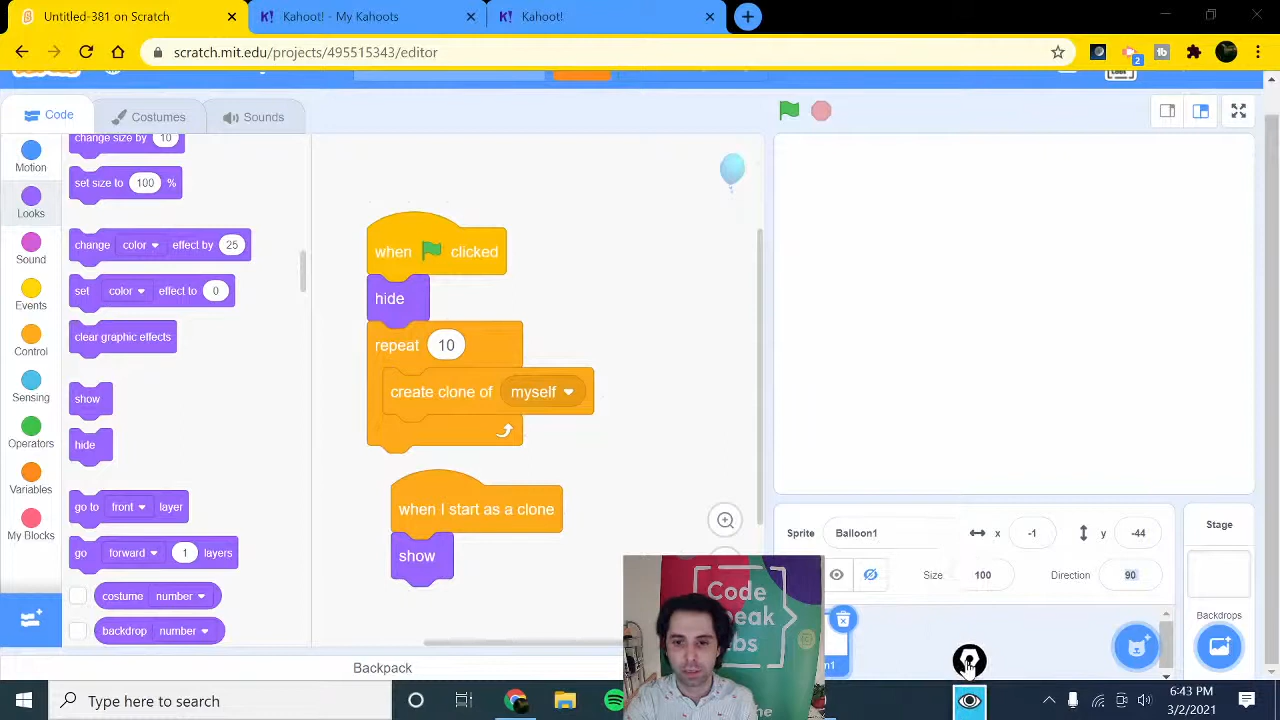 Untitled-381 on Scratch
Kahoot! - My Kahoots
Kahoot!
scratch.mit.edu/projects/495515343/editor
2
Code
Costumes
Sounds
Motion
Looks
Sound
Events
Control
Sensing
Operators
Variables
My Blocks
change size by 10
set size to 100 %
change color effect by 25
set color effect to 0
clear graphic effects
show
hide
go to front layer
go forward 1 layers
costume number
backdrop number
when clicked
hide
repeat 10
create clone of myself
when I start as a clone
show
Sprite Balloon1
x -1
y -44
Size 100
Direction 90
Stage
Backdrops
Backpack
Code
Type here to search
6:43 PM
3/2/2021